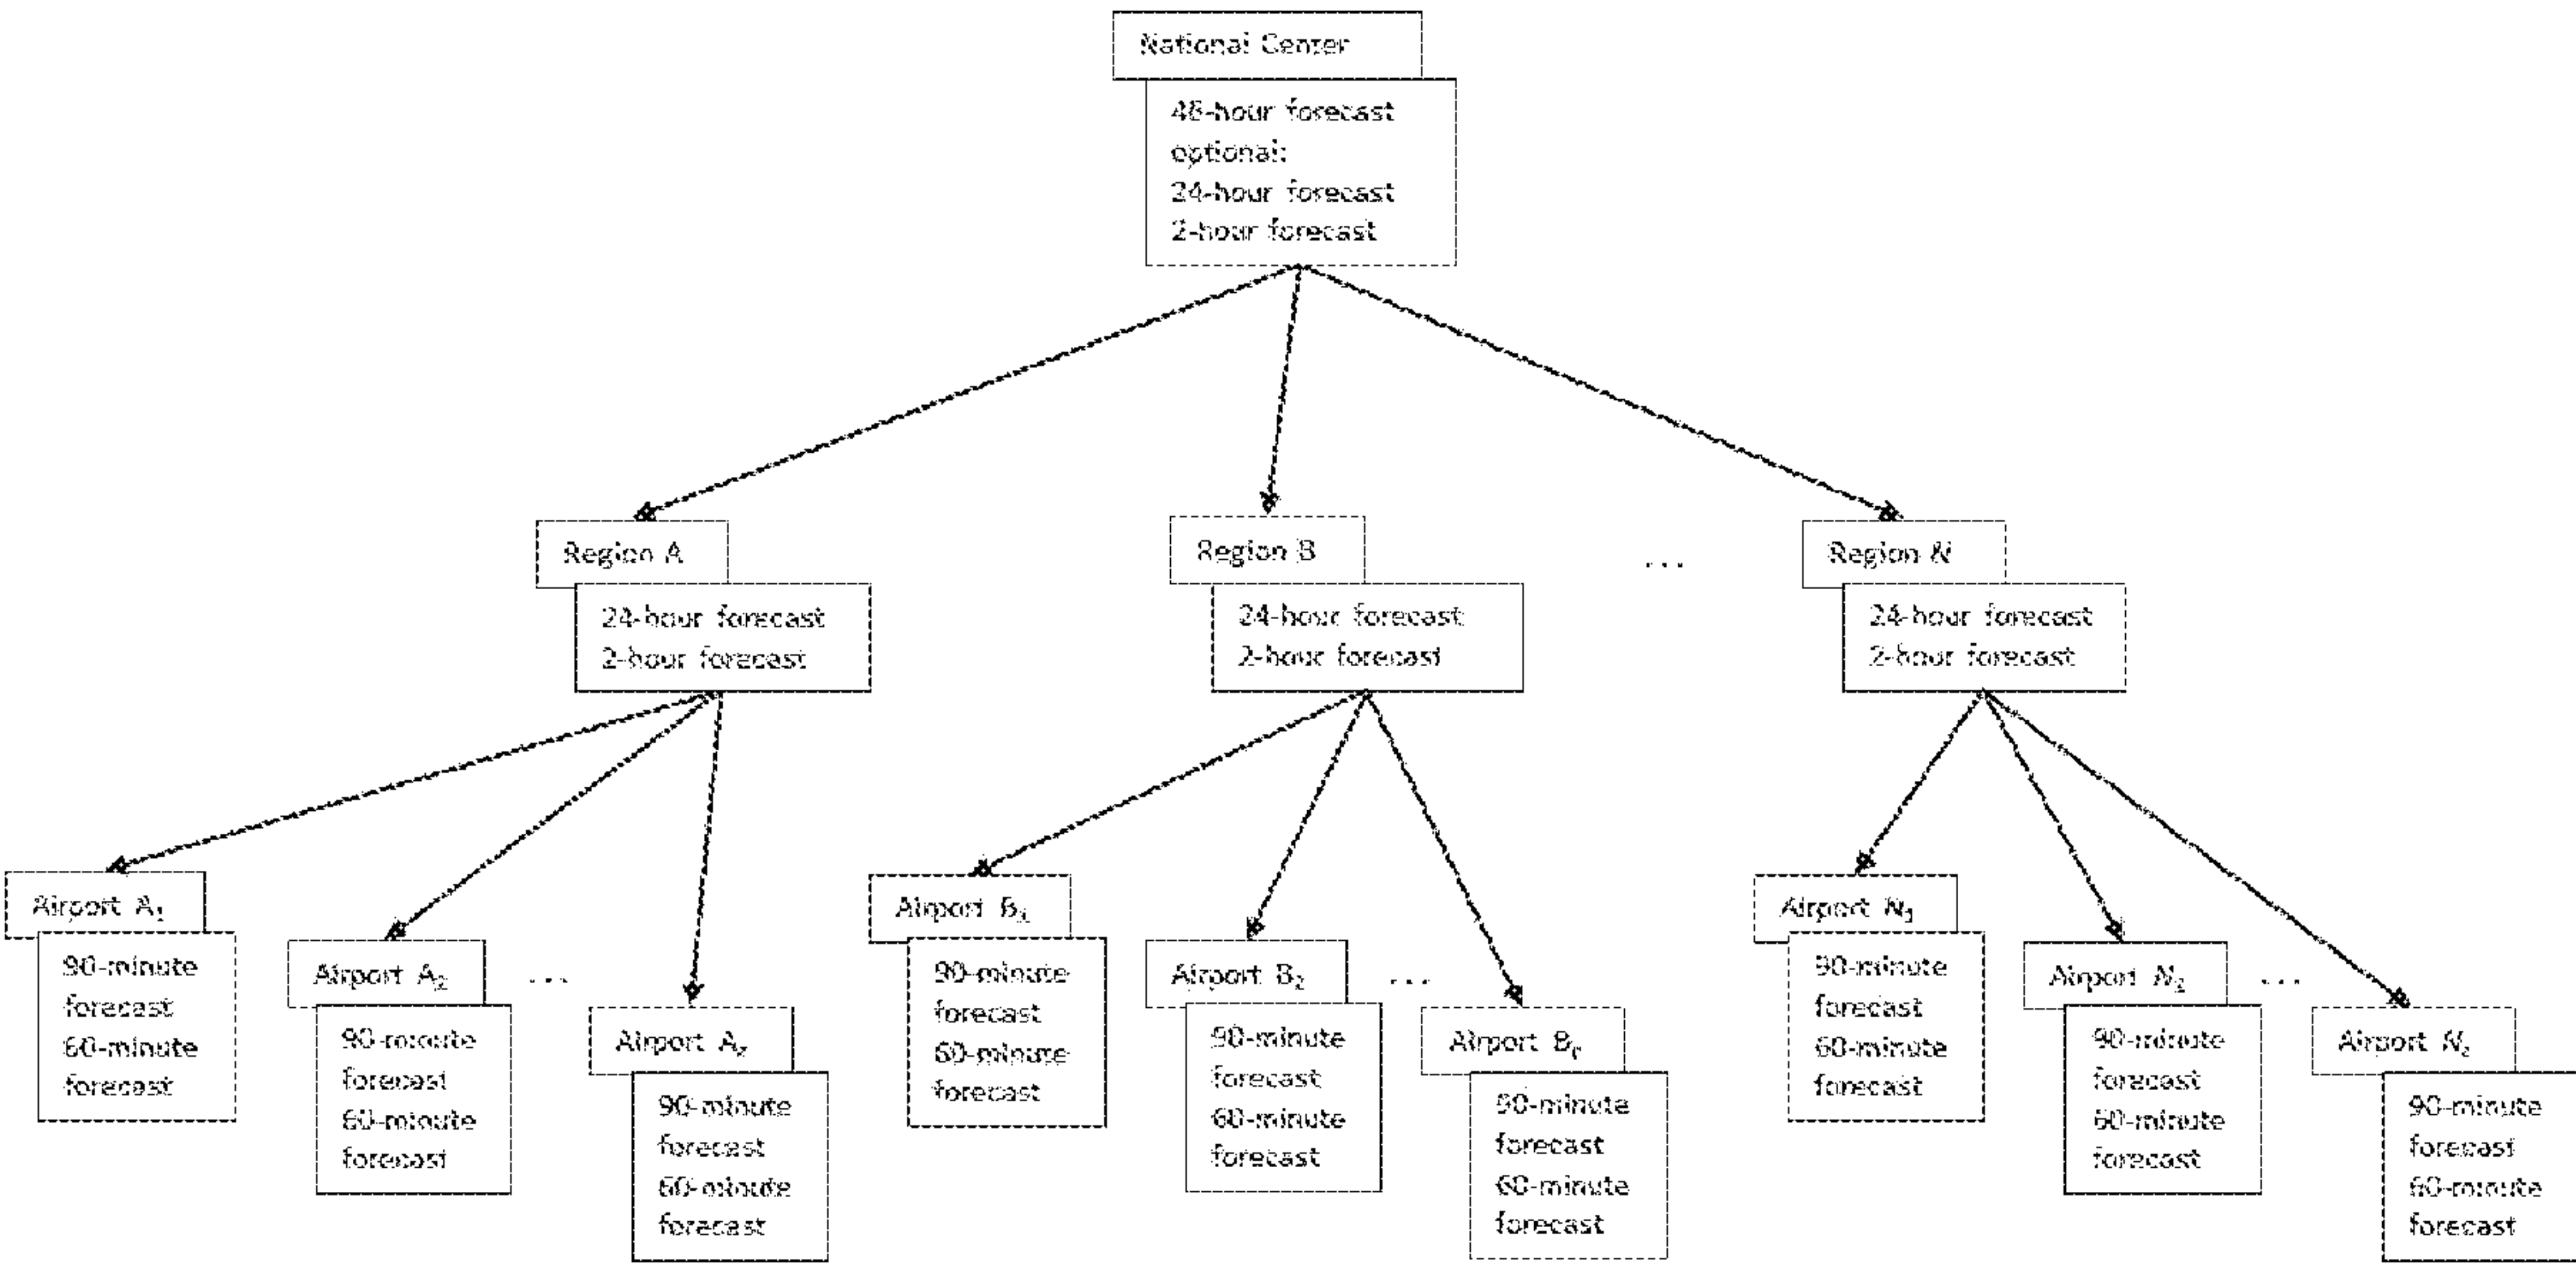 National Center
48-hour forecast
optional:
24-hour forecast
2-hour forecast
Region A
24-hour forecast
2-hour forecast
Region B
24-hour forecast
2-hour forecast
...
Region N
24-hour forecast
2-hour forecast
Airport A₁
90-minute
forecast
60-minute
forecast
Airport A₂
90-minute
forecast
60-minute
forecast
...
Airport
90-minute
forecast
60-minute
forecast
Airport B₁
90-minute
forecast
60-minute
forecast
Airport B₂
90-minute
forecast
60-minute
forecast
...
Airport
90-minute
forecast
60-minute
forecast
Airport N₁
90-minute
forecast
60-minute
forecast
Airport N₂
90-minute
forecast
60-minute
forecast
...
Airport
90-minute
forecast
60-minute
forecast